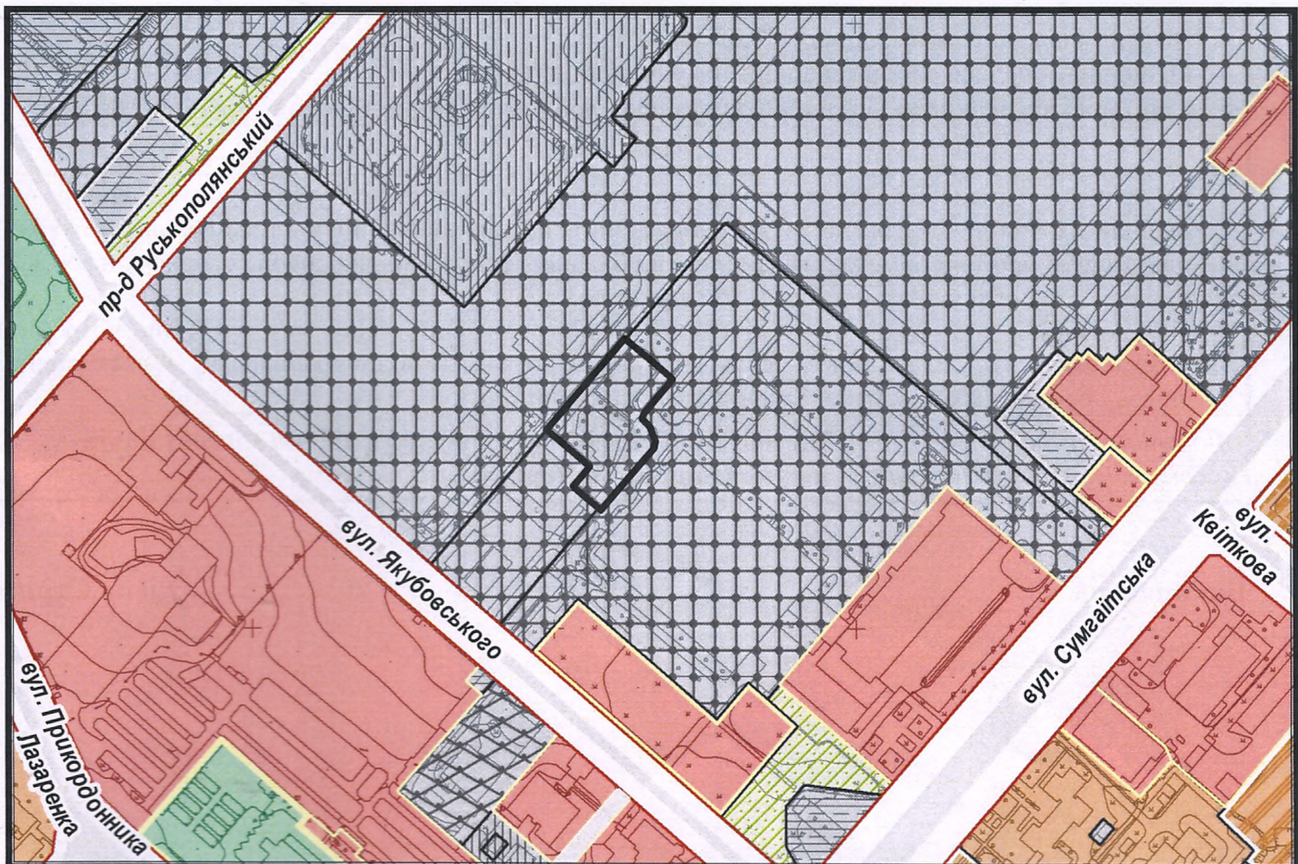 пр-д Руськополянський
вул. Якубовського
вул.
Квіткова
вул. Сумгаїтська
вул. Прикордонника
Лазаренка